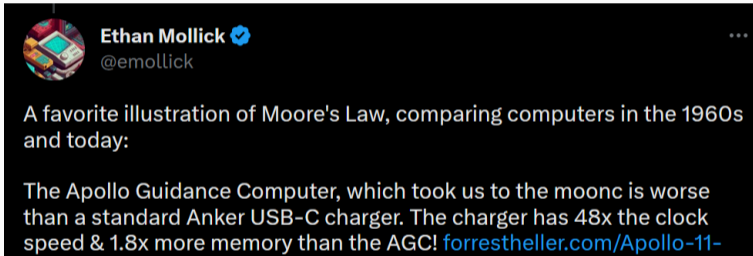 Ethan Mollick
@emollick
A favorite illustration of Moore's Law, comparing computers in the 1960s
and today:
The Apollo Guidance Computer, which took us to the moonc is worse
than a standard Anker USB-C charger. The charger has 48x the clock
speed & 1.8x more memory than the AGC! forrestheller.com/Apollo-11-